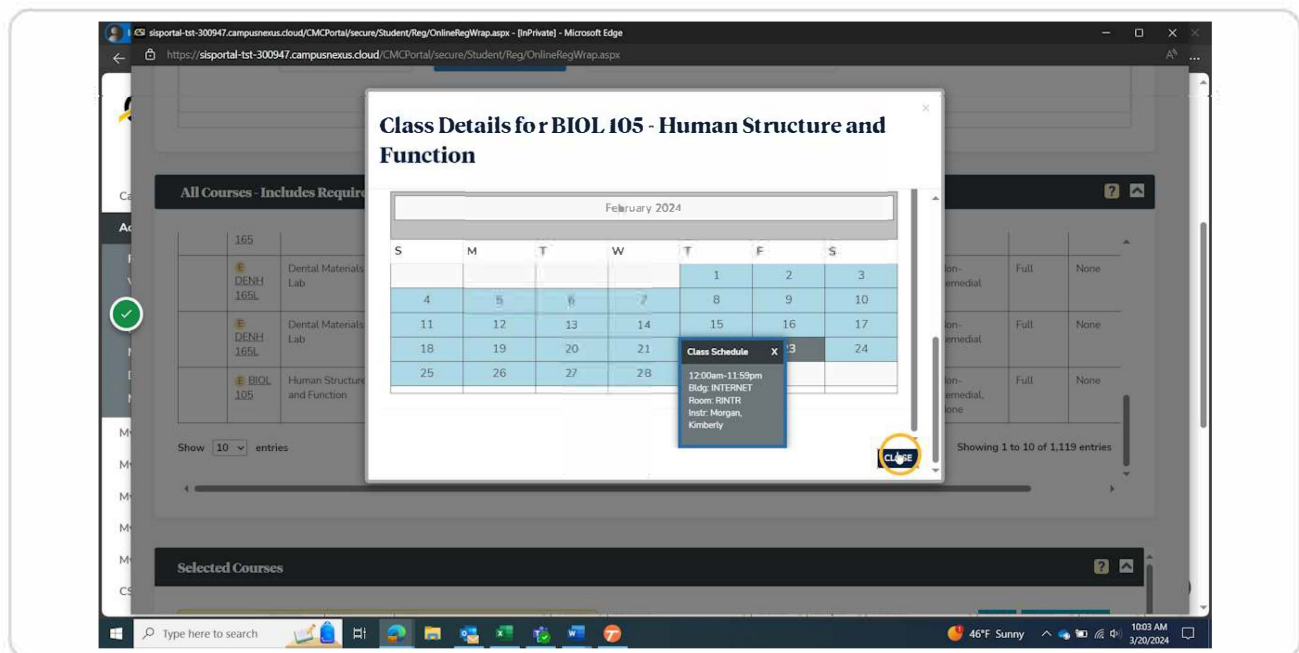 sisportal-tst-300947.campusnexus.cloud/CMCPortal/secure/Student/Reg/OnlineRegWrap.aspx - [InPrivate] - Microsoft Edge
https://sisportal-tst-300947.campusnexus.cloud/CMCPortal/secure/Student/Reg/OnlineRegWrap.aspx
Class Details for BIOL 105 - Human Structure and
Function
All Courses - Includes Require
?
February 2024
S M T W T F S
1 2 3
4 5 6 7 8 9 10
11 12 13 14 15 16 17
18 19 20 21 23 24
25 26 27 28
Class Schedule X
12:00am-11:59pm
Bldg: INTERNET
Room: RINTR
Instr: Morgan,
Kimberly
CLOSE
165
E DENH 165L Dental Materials Lab Full None
E DENH 165L Dental Materials Lab Full None
E BIOL 105 Human Structure and Function Full None
Show 10 entries
Showing 1 to 10 of 1,119 entries
Selected Courses
?
Type here to search
46°F Sunny
10:03 AM
3/20/2024